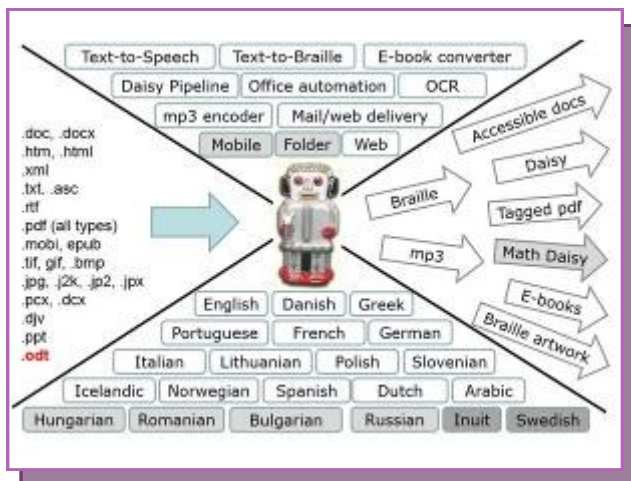 Text-to-Speech Text-to-Braille E-book converter
Daisy Pipeline Office automation OCR
mp3 encoder Mail/web delivery
Mobile Folder Web
.doc, .docx
.htm, .html
.xml
.txt, .asc
.rtf
.pdf (all types)
.mobi, epub
.tif, gif, .bmp
.jpg, .j2k, .jp2, .jpx
.pcx, .dcx
.djv
.ppt
.odt
Braille
mp3
Accessible docs
Daisy
Tagged pdf
Math Daisy
E-books
Braille artwork
English Danish Greek
Portuguese French German
Italian Lithuanian Polish Slovenian
Icelandic Norwegian Spanish Dutch Arabic
Hungarian Romanian Bulgarian Russian Inuit Swedish